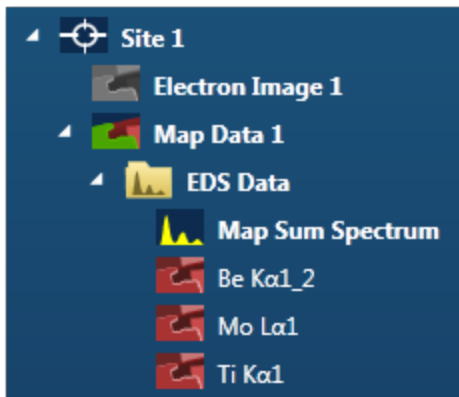 Site 1
Electron Image 1
Map Data 1
EDS Data
Map Sum Spectrum
Be Kα1_2
Mo Lα1
Ti Kα1